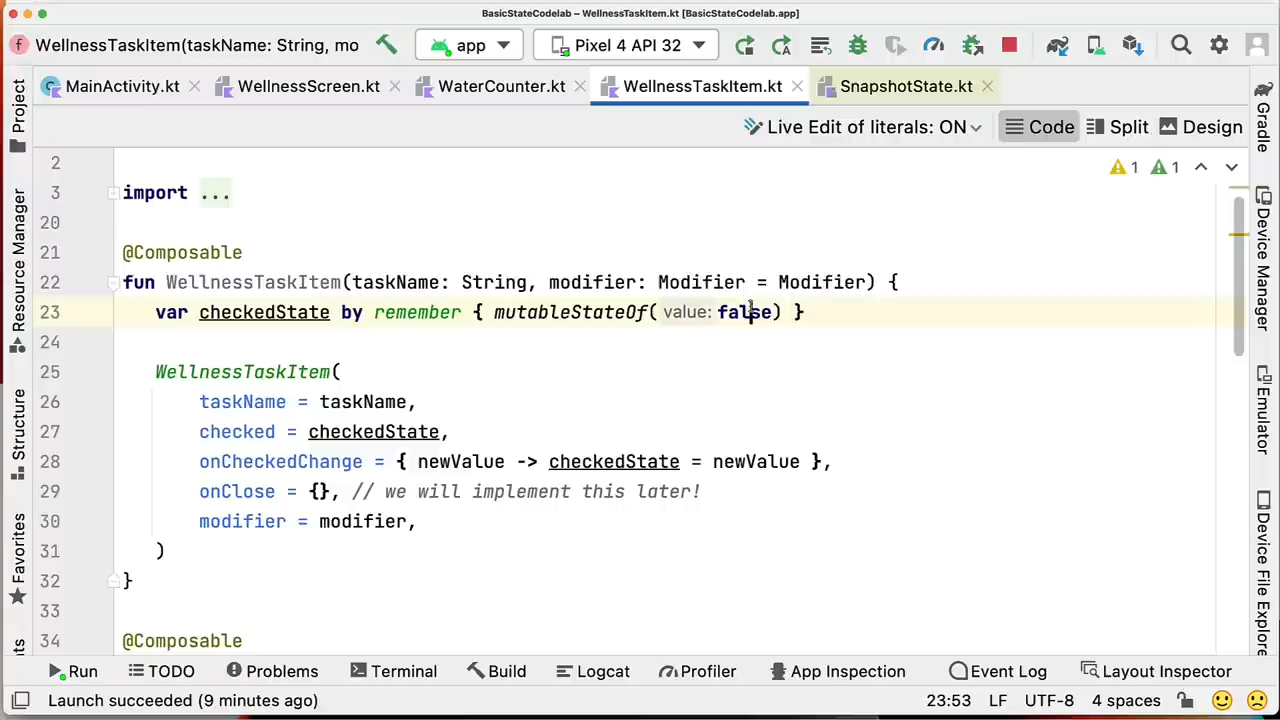 BasicStateCodelab – WellnessTaskItem.kt [BasicStateCodelab.app]
WellnessTaskItem(taskName: String, mo app Pixel 4 API 32
MainActivity.kt WellnessScreen.kt WaterCounter.kt WellnessTaskItem.kt SnapshotState.kt
Live Edit of literals: ON Code Split Design
Project
Resource Manager
Structure
Favorites
2
3 import ...
20
21 @Composable
22 fun WellnessTaskItem(taskName: String, modifier: Modifier = Modifier) {
23 var checkedState by remember { mutableStateOf( value: false) }
24
25 WellnessTaskItem(
26 taskName = taskName,
27 checked = checkedState,
28 onCheckedChange = { newValue -> checkedState = newValue },
29 onClose = {}, // we will implement this later!
30 modifier = modifier,
31 )
32 }
33
34 @Composable
1 1
Gradle
Device Manager
Emulator
Device File Explorer
Run TODO Problems Terminal Build Logcat Profiler App Inspection Event Log Layout Inspector
Launch succeeded (9 minutes ago) 23:53 LF UTF-8 4 spaces